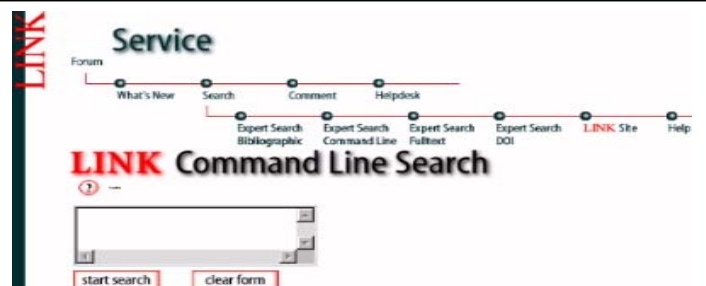 LINK
Service
Forum
What's New Search Comment Helpdesk
Expert Search Bibliographic Expert Search Command Line Expert Search Fulltext Expert Search DOI LINK Site Help
LINK Command Line Search
?
start search clear form